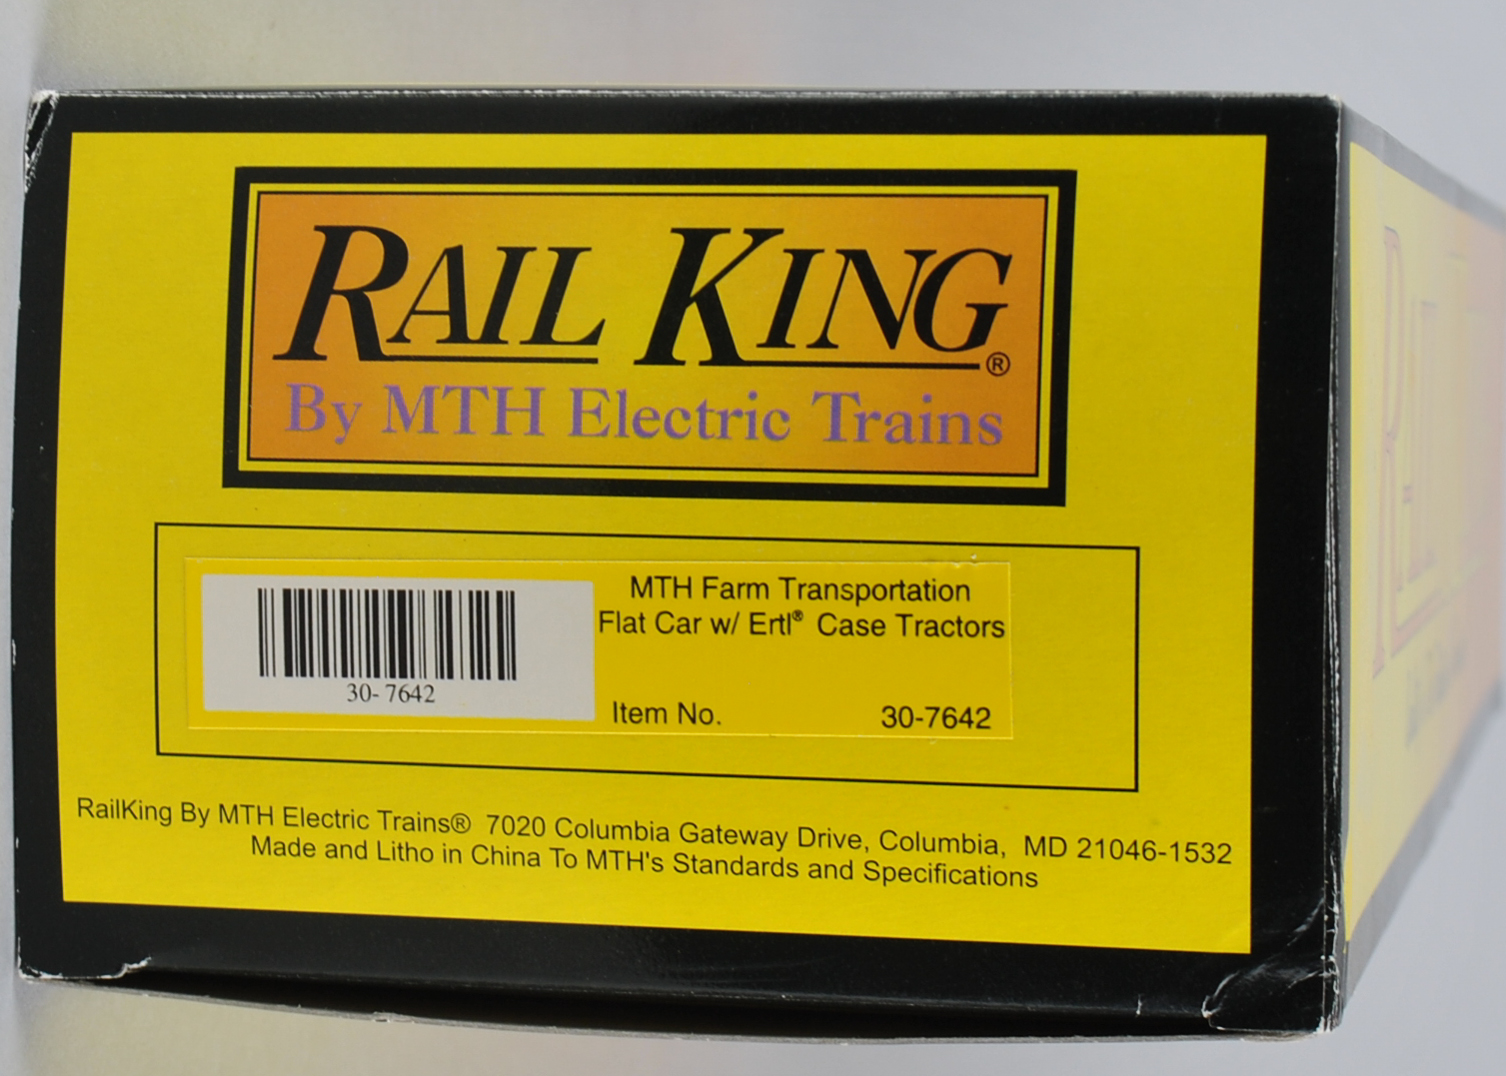 RAIL KING®
By MTH Electric Trains
MTH Farm Transportation
Flat Car w/ Ertl® Case Tractors
30-7642
Item No. 30-7642
RailKing By MTH Electric Trains® 7020 Columbia Gateway Drive, Columbia, MD 21046-1532
Made and Litho in China To MTH's Standards and Specifications